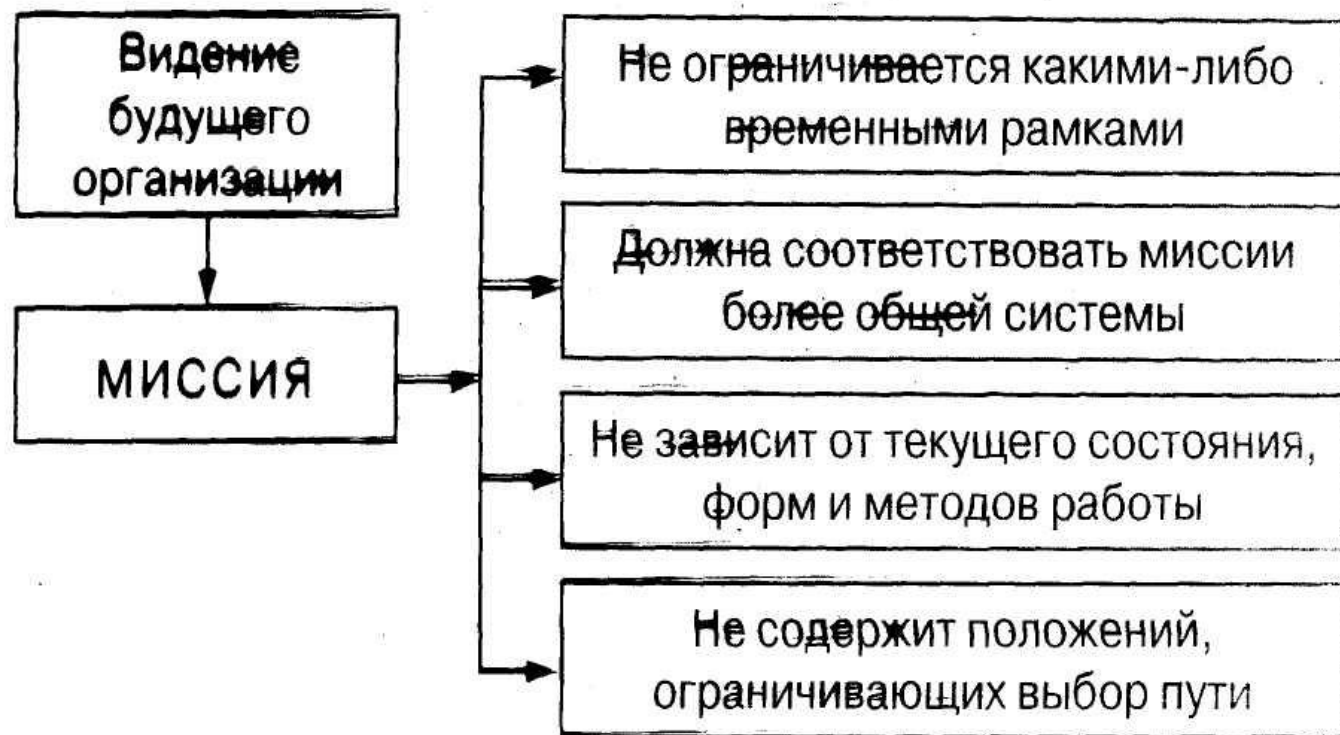 Видение
будущего
организации
МИССИЯ
Не ограничивается какими-либо
временными рамками
Должна соответствовать миссии
более общей системы
Не зависит от текущего состояния,
форм и методов работы
Не содержит положений,
ограничивающих выбор пути